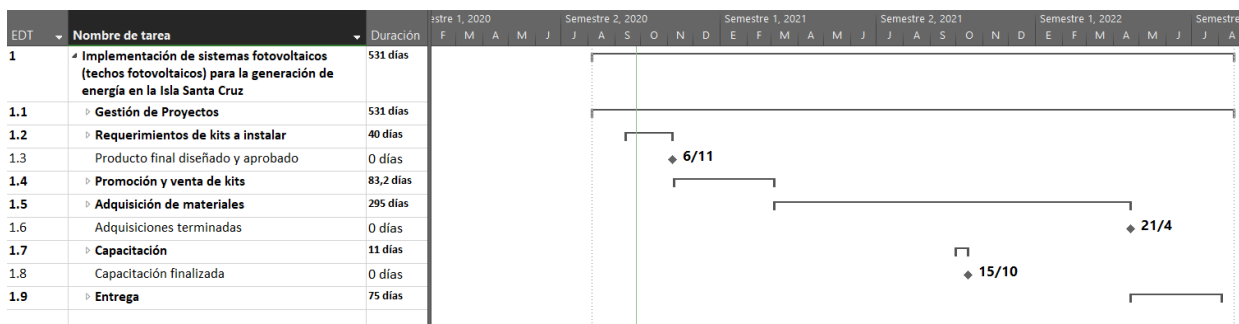 estre 1, 2020 Semestre 2, 2020 Semestre 1, 2021 Semestre 2, 2021 Semestre 1, 2022 Semestre
EDT Nombre de tarea Duración F M A M J J A S O N D E F M A M J J A S O N D E F M A M J J A
1 Implementación de sistemas fotovoltaicos 531 días
(techos fotovoltaicos) para la generación de
energía en la Isla Santa Cruz
1.1 Gestión de Proyectos 531 días
1.2 Requerimientos de kits a instalar 40 días
1.3 Producto final diseñado y aprobado 0 días 6/11
1.4 Promoción y venta de kits 83,2 días
1.5 Adquisición de materiales 295 días
1.6 Adquisiciones terminadas 0 días 21/4
1.7 Capacitación 11 días
1.8 Capacitación finalizada 0 días 15/10
1.9 Entrega 75 días